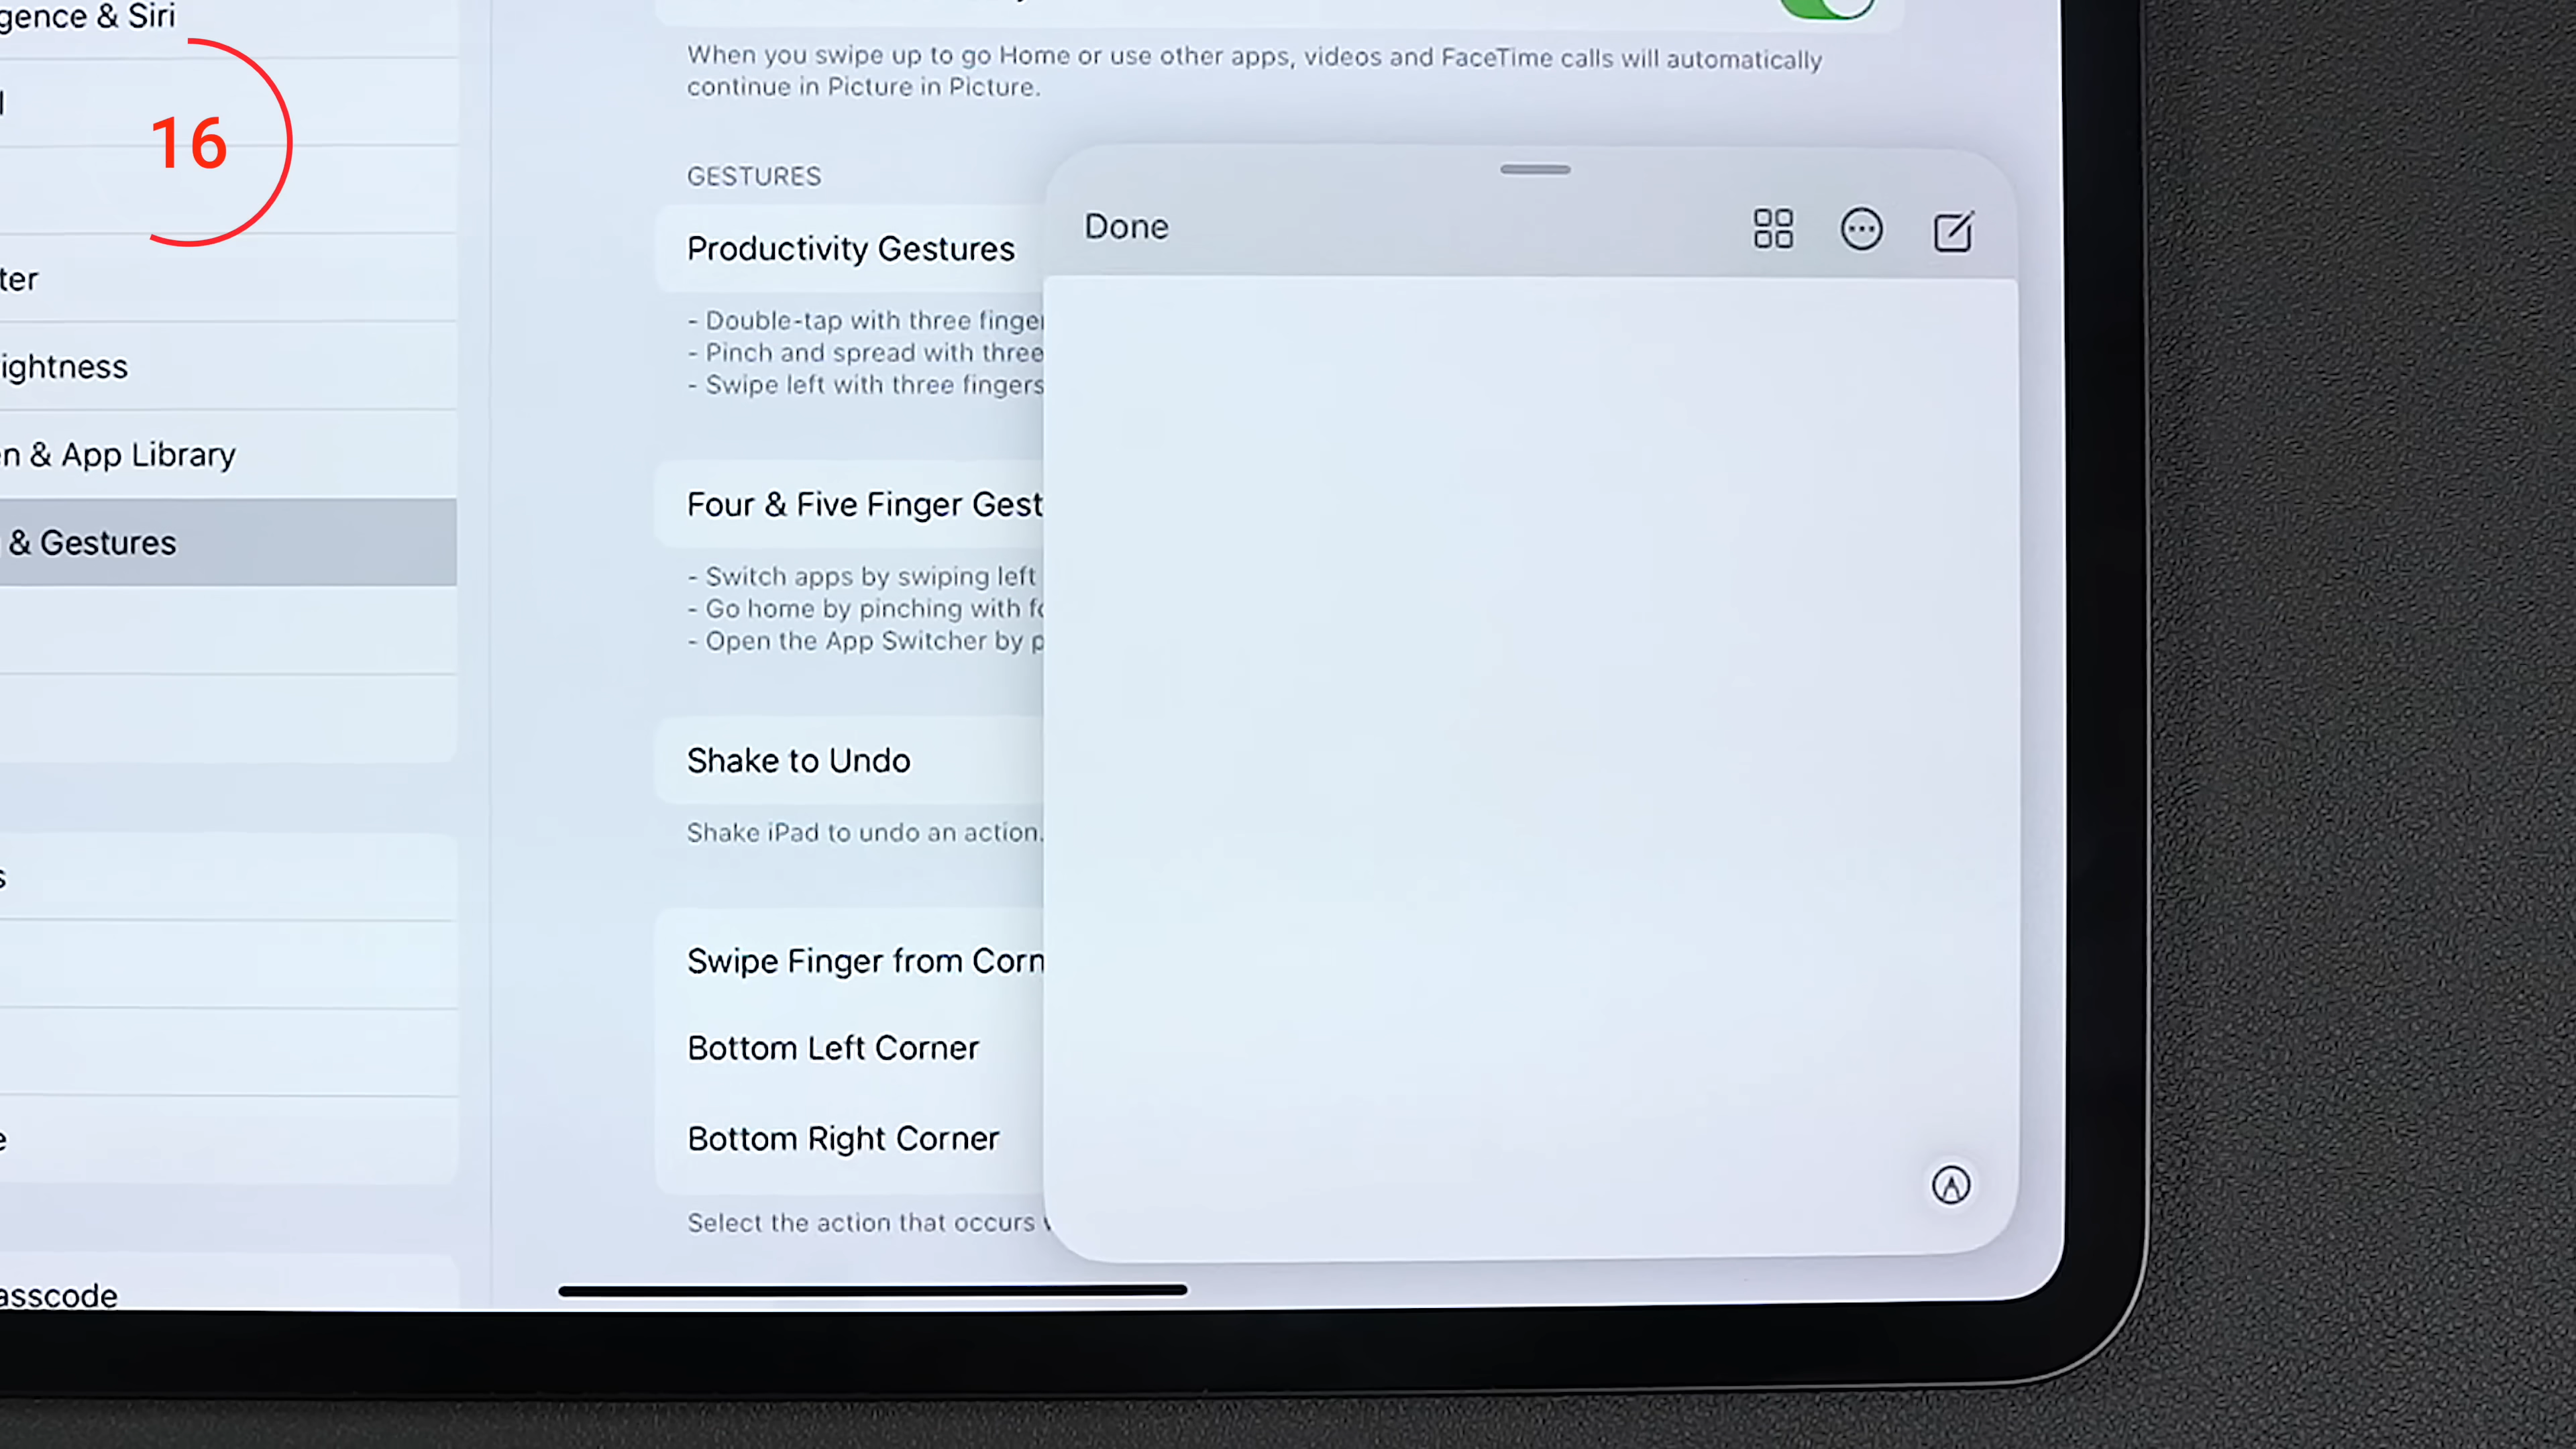 gence & Siri
16
ter
ightness
n & App Library
& Gestures
s
e
asscode
When you swipe up to go Home or use other apps, videos and FaceTime calls will automatically
continue in Picture in Picture.
GESTURES
Productivity Gestures
- Double-tap with three finger
- Pinch and spread with three
- Swipe left with three fingers
Four & Five Finger Gest
- Switch apps by swiping left
- Go home by pinching with fo
- Open the App Switcher by p
Shake to Undo
Shake iPad to undo an action.
Swipe Finger from Corn
Bottom Left Corner
Bottom Right Corner
Select the action that occurs
Done